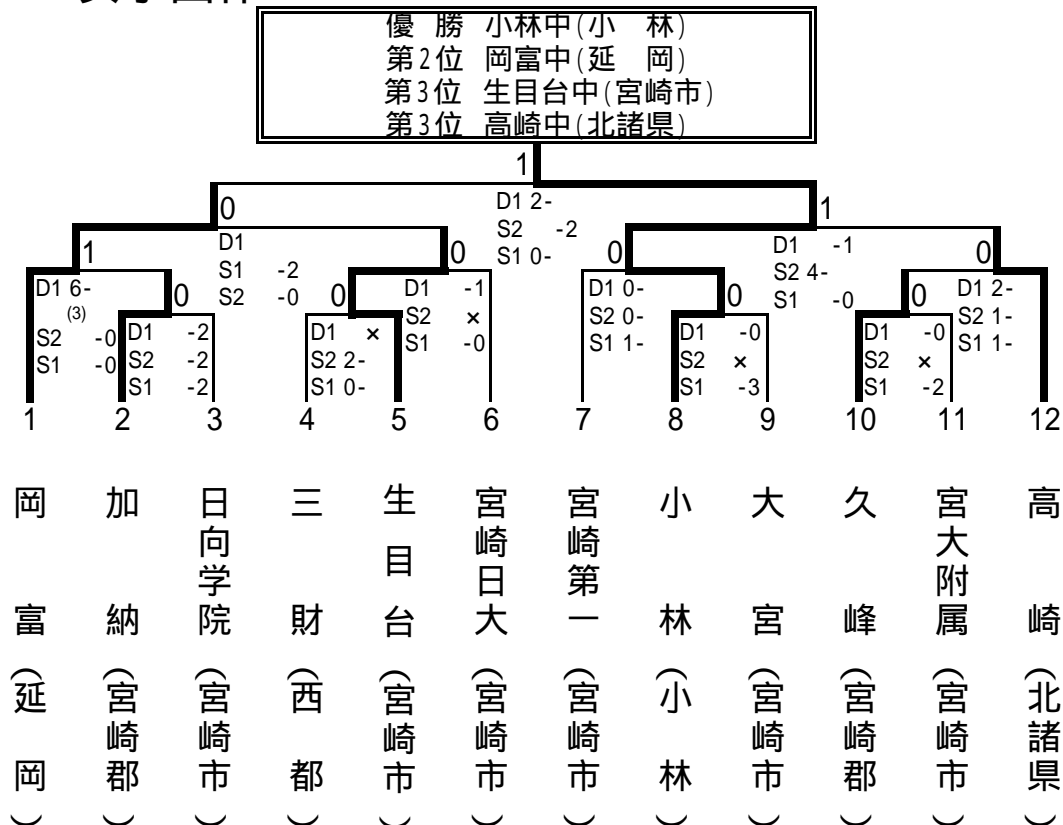 優 勝 小林中(小 林)
第2位 岡富中(延 岡)
第3位 生目台中(宮崎市)
第3位 高崎中(北諸県)
1
0
D1 2-
S2 -2
S1 0-
1
1
D1
S1 -2
S2 -0
0
0
D1 -1
S2 4-
S1 -0
0
D1 6-
(3)
S2 -0
S1 -0
0
0
D1 -1
S2 ×
S1 -0
D1 0-
S2 0-
S1 1-
0
0
D1 2-
S2 1-
S1 1-
D1 -2
S2 -2
S1 -2
D1 ×
S2 2-
S1 0-
D1 -0
S2 ×
S1 -3
D1 -0
S2 ×
S1 -2
1 2 3 4 5 6 7 8 9 10 11 12
岡富(延岡)
加納(宮崎郡)
日向学院(宮崎市)
三財(西都)
生目台(宮崎市)
宮崎日大(宮崎市)
宮崎第一(宮崎市)
小林(小林)
大宮(宮崎市)
久峰(宮崎郡)
宮大附属(宮崎市)
高崎(北諸県)